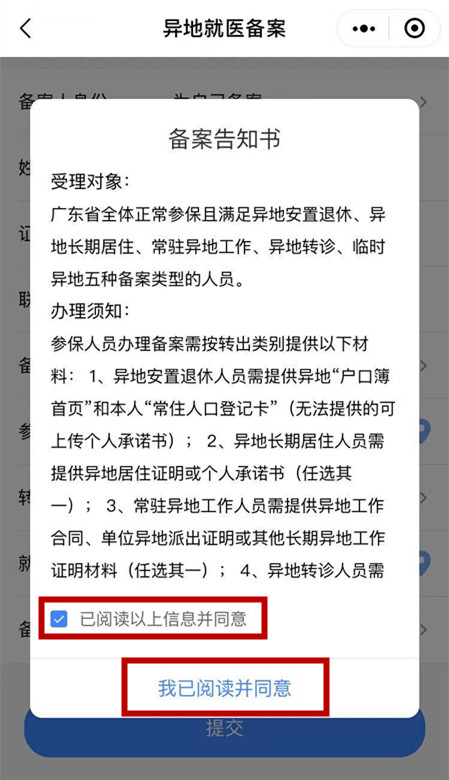 异地就医备案
备案人身份 为自己备案
姓
证
联
备
参
转
就
备
备案告知书
受理对象：
广东省全体正常参保且满足异地安置退休、异
地长期居住、常驻异地工作、异地转诊、临时
异地五种备案类型的人员。
办理须知：
参保人员办理备案需按转出类别提供以下材
料： 1、异地安置退休人员需提供异地“户口簿
首页”和本人“常住人口登记卡”（无法提供的可
上传个人承诺书）； 2、异地长期居住人员需
提供异地居住证明或个人承诺书（任选其
一）； 3、常驻异地工作人员需提供异地工作
合同、单位异地派出证明或其他长期异地工作
证明材料（任选其一）； 4、异地转诊人员需
已阅读以上信息并同意
我已阅读并同意
提交